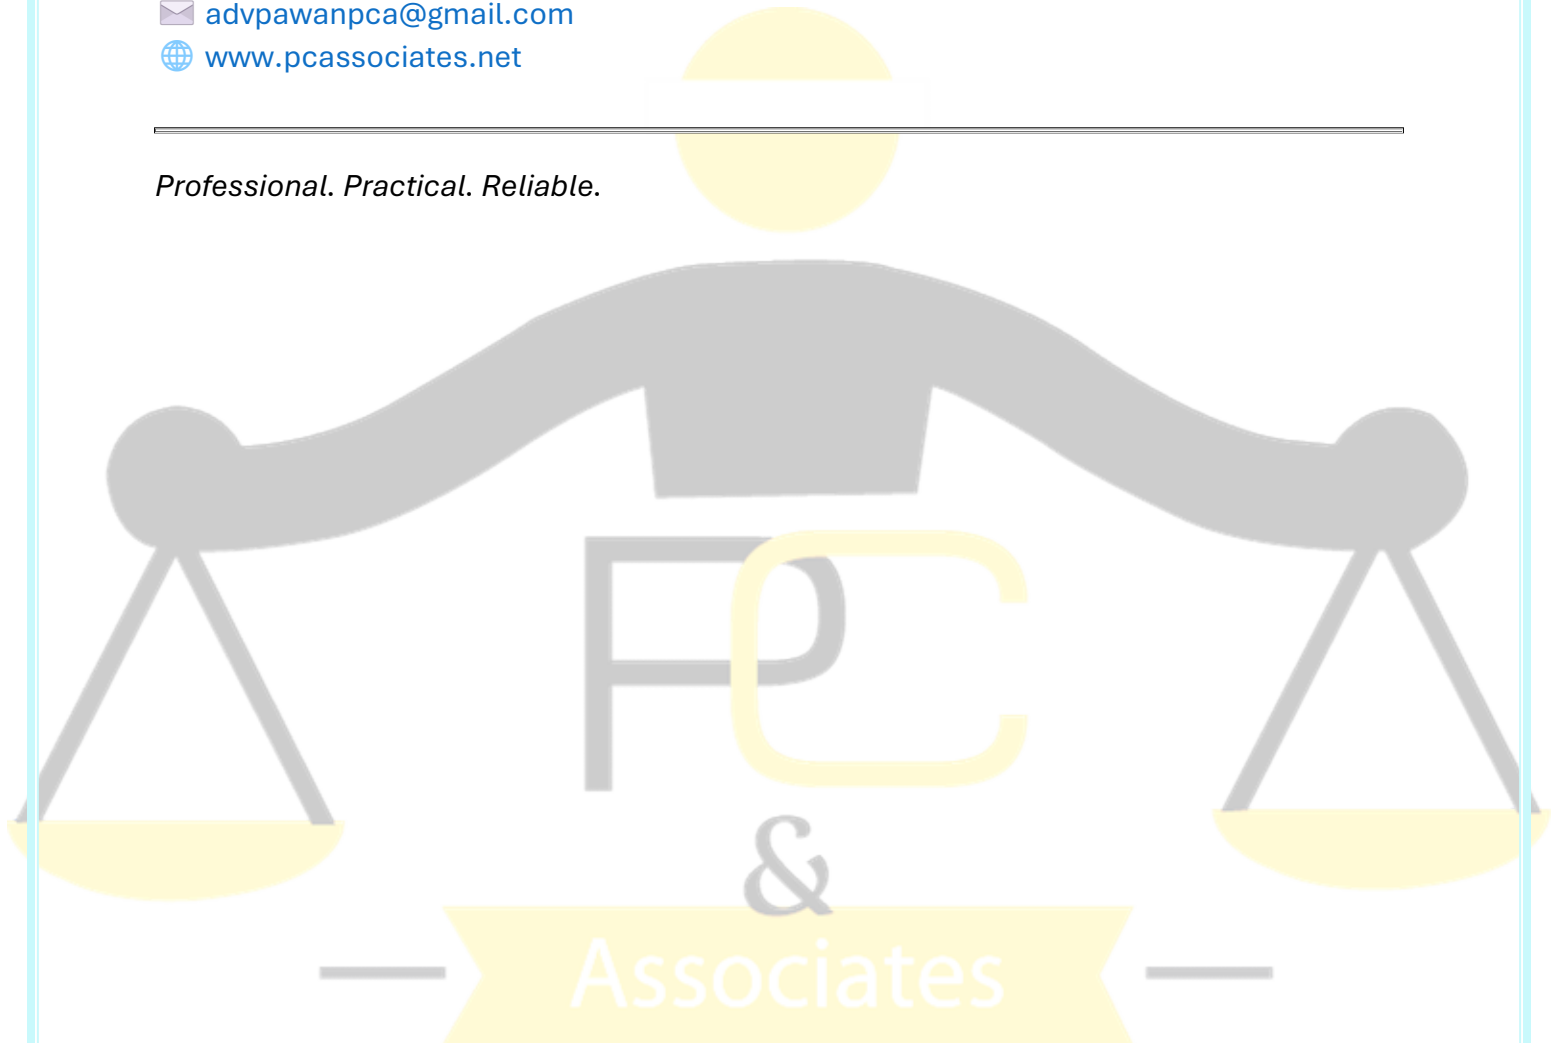 advpawanpca@gmail.com
www.pcassociates.net
Professional. Practical. Reliable.
PC
&
Associates